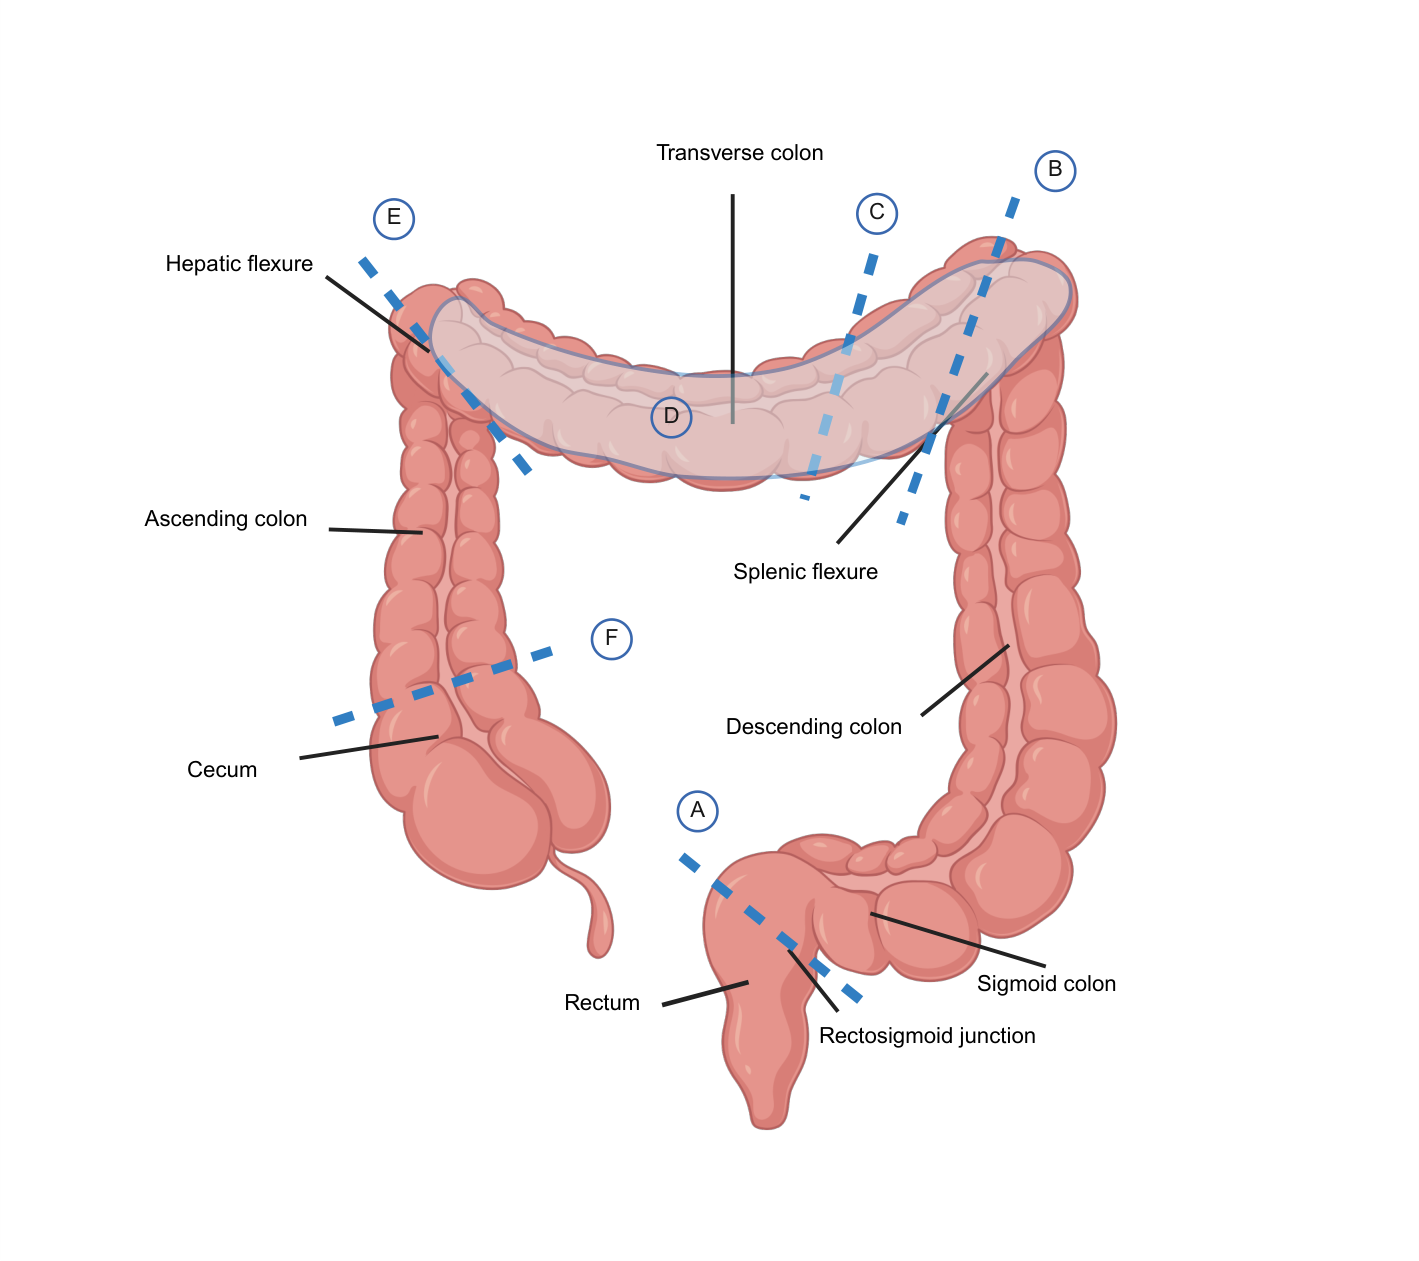 Transverse colon
B
C
E
Hepatic flexure
D
Ascending colon
Splenic flexure
F
Descending colon
Cecum
A
Sigmoid colon
Rectum
Rectosigmoid junction